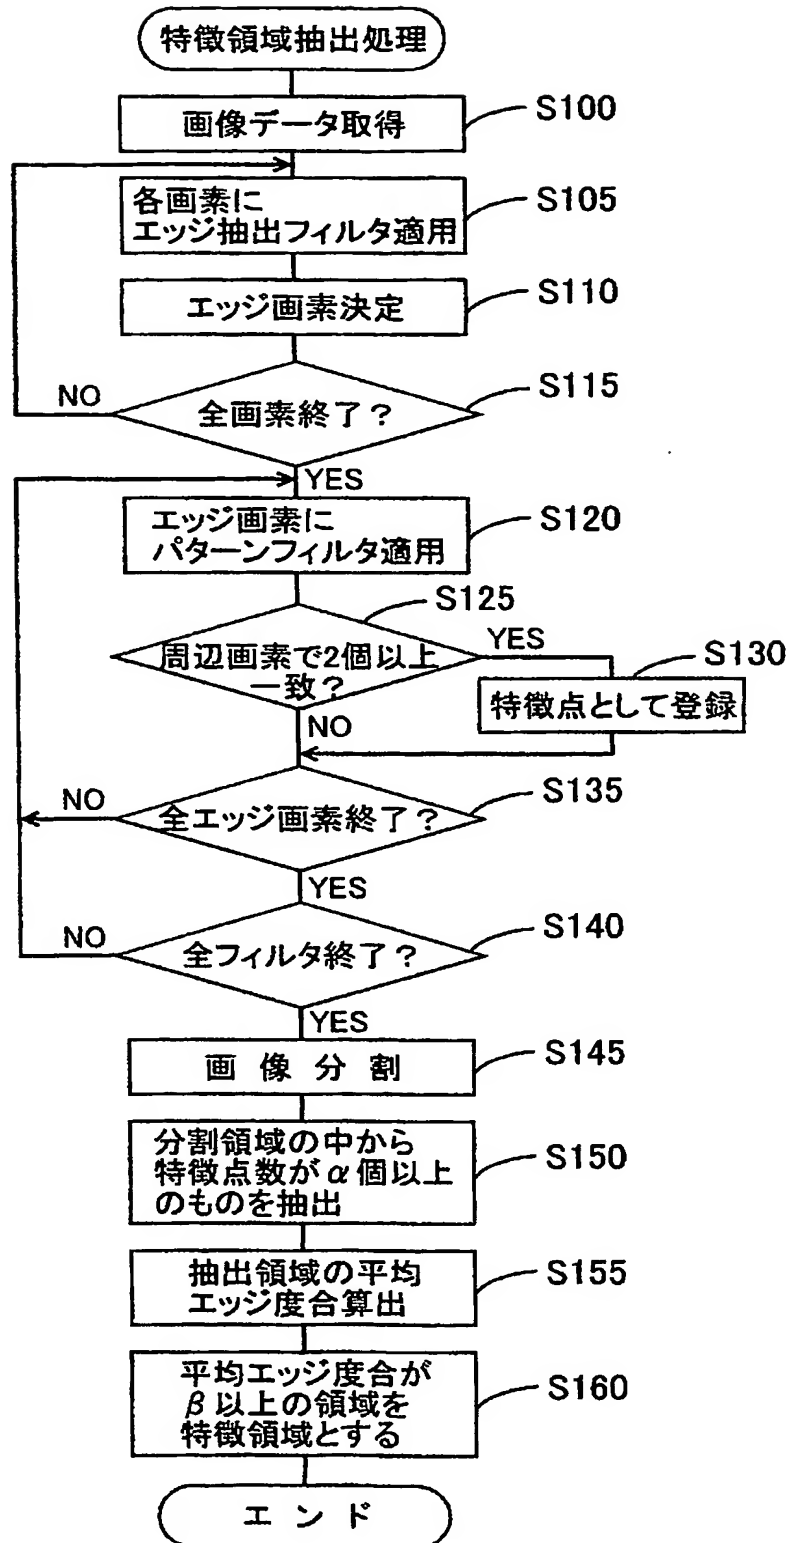 特徴領域抽出処理
画像データ取得
S100
各画素に
エッジ抽出フィルタ適用
S105
エッジ画素決定
S110
全画素終了?
S115
NO
YES
エッジ画素に
パターンフィルタ適用
S120
周辺画素で2個以上
一致?
S125
YES
NO
特徴点として登録
S130
全エッジ画素終了?
S135
NO
YES
全フィルタ終了?
S140
NO
YES
画像分割
S145
分割領域の中から
特徴点数がα個以上
のものを抽出
S150
抽出領域の平均
エッジ度合算出
S155
平均エッジ度合が
β以上の領域を
特徴領域とする
S160
エンド